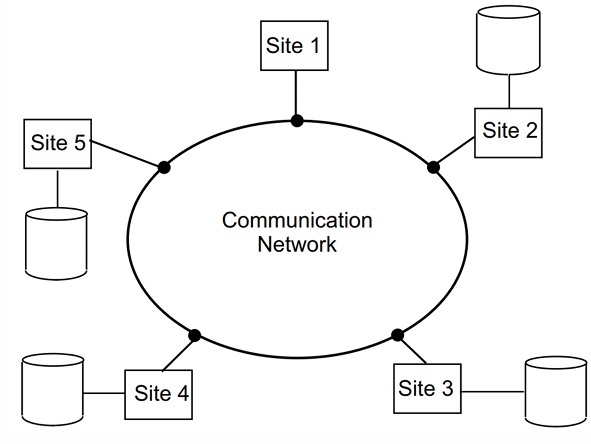 Site 1
Site 2
Site 5
Communication
Network
Site 3
Site 4